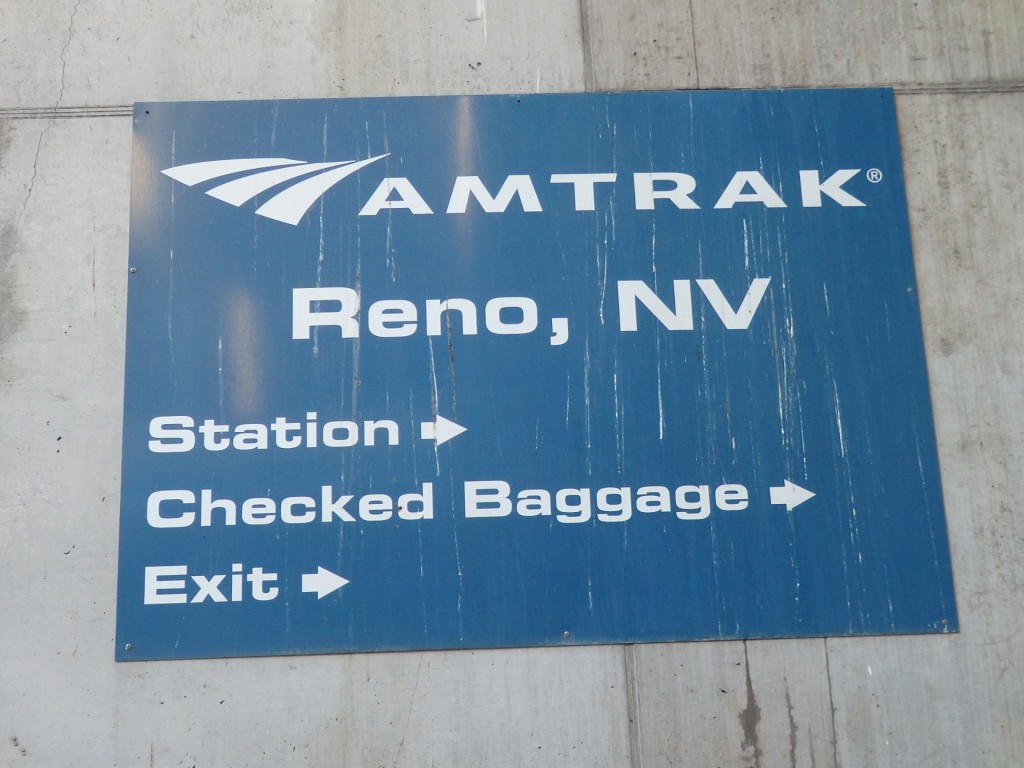 AMTRAK®
Reno, NV
Station
Checked Baggage
Exit